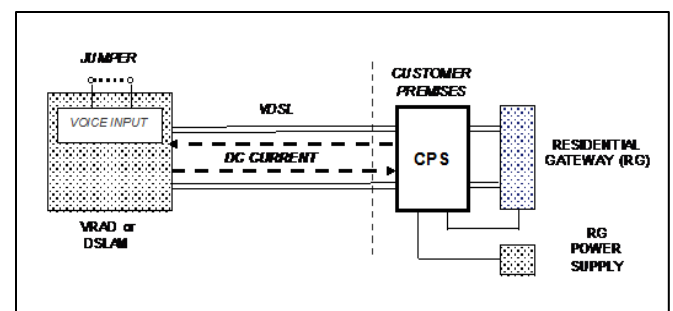 JUMPER
VOICE INPUT
VRAD or
DSLAM
VDSL
DC CURRENT
CUSTOMER
PREMISES
CPS
RESIDENTIAL
GATEWAY (RG)
RG
POWER
SUPPLY